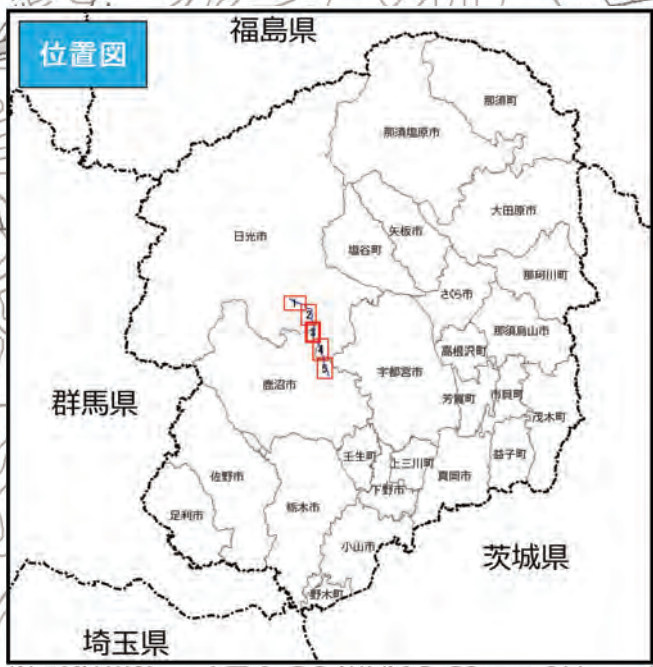 福島県
位置図
那須町
那須塩原市
大田原市
日光市
矢板市
塩谷町
那珂川町
さくら市
1
2
3
那須烏山市
4
高根沢町
5
宇都宮市
鹿沼市
群馬県
芳賀町
市貝町
茂木町
壬生町
上三川町
益子町
佐野市
真岡市
下野市
栃木市
足利市
小山市
茨城県
野木町
埼玉県